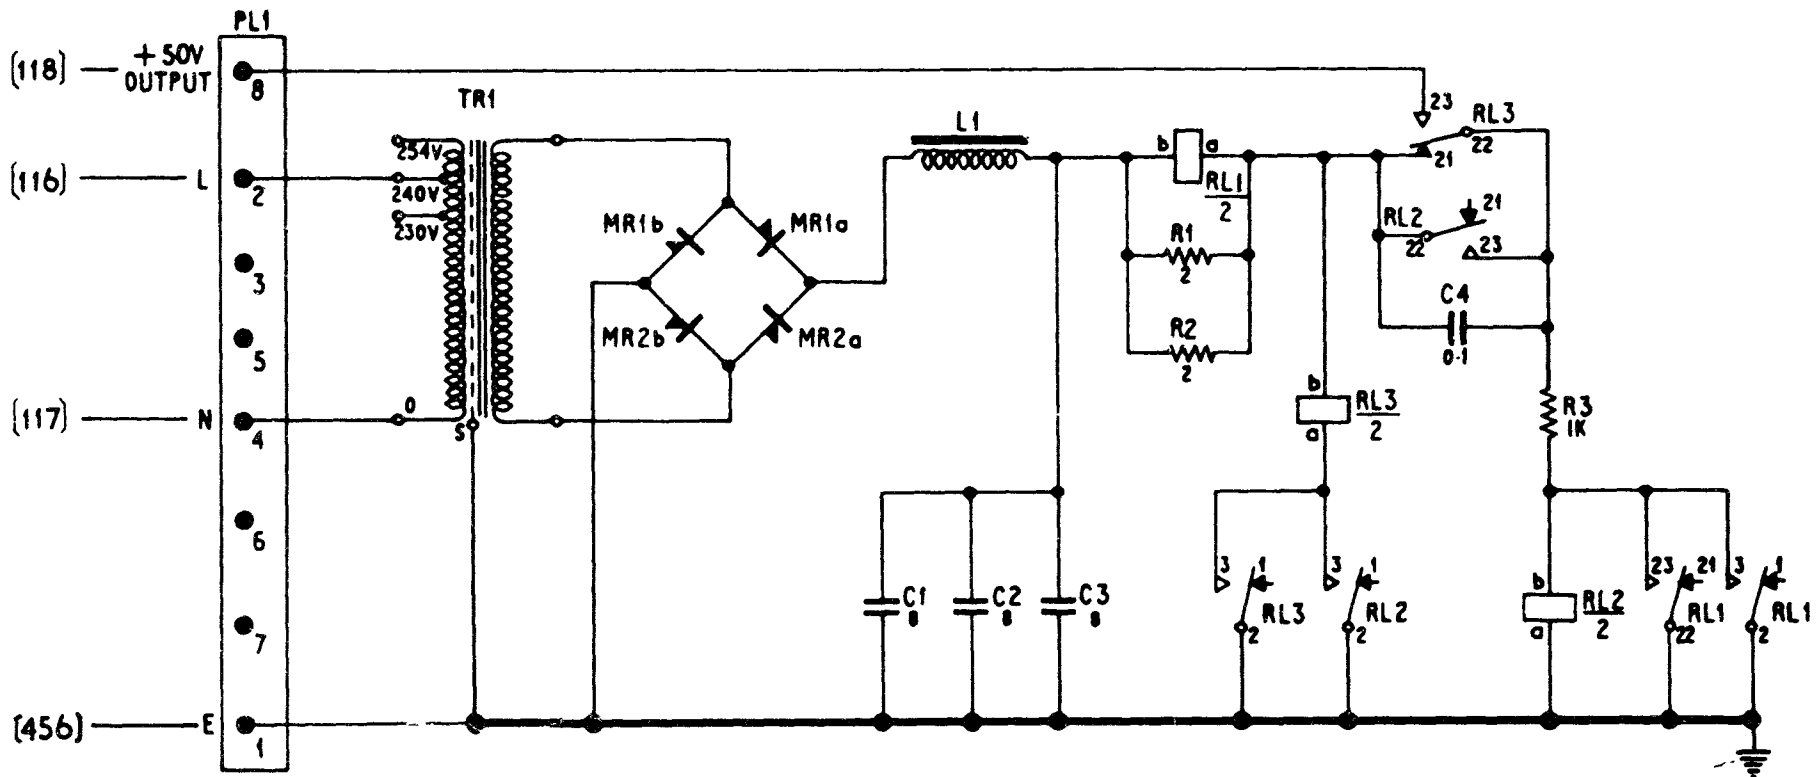 PL1
[118] + 50V OUTPUT 8
[116] L 2
3
5
[117] N 4
6
7
[456] E 1
TR1
254V
240V
230V
0
S
MR1b
MR1a
MR2b
MR2a
L1
b a
RL1
2
R1
2
R2
2
23
RL3
22
21
RL2
21
22
23
C4
0·1
b
RL3
2
a
R3
1K
C1
8
C2
8
C3
8
3 1
RL3
2
3 1
RL2
2
b
RL2
2
a
23 21
RL1
22
3 1
RL1
2